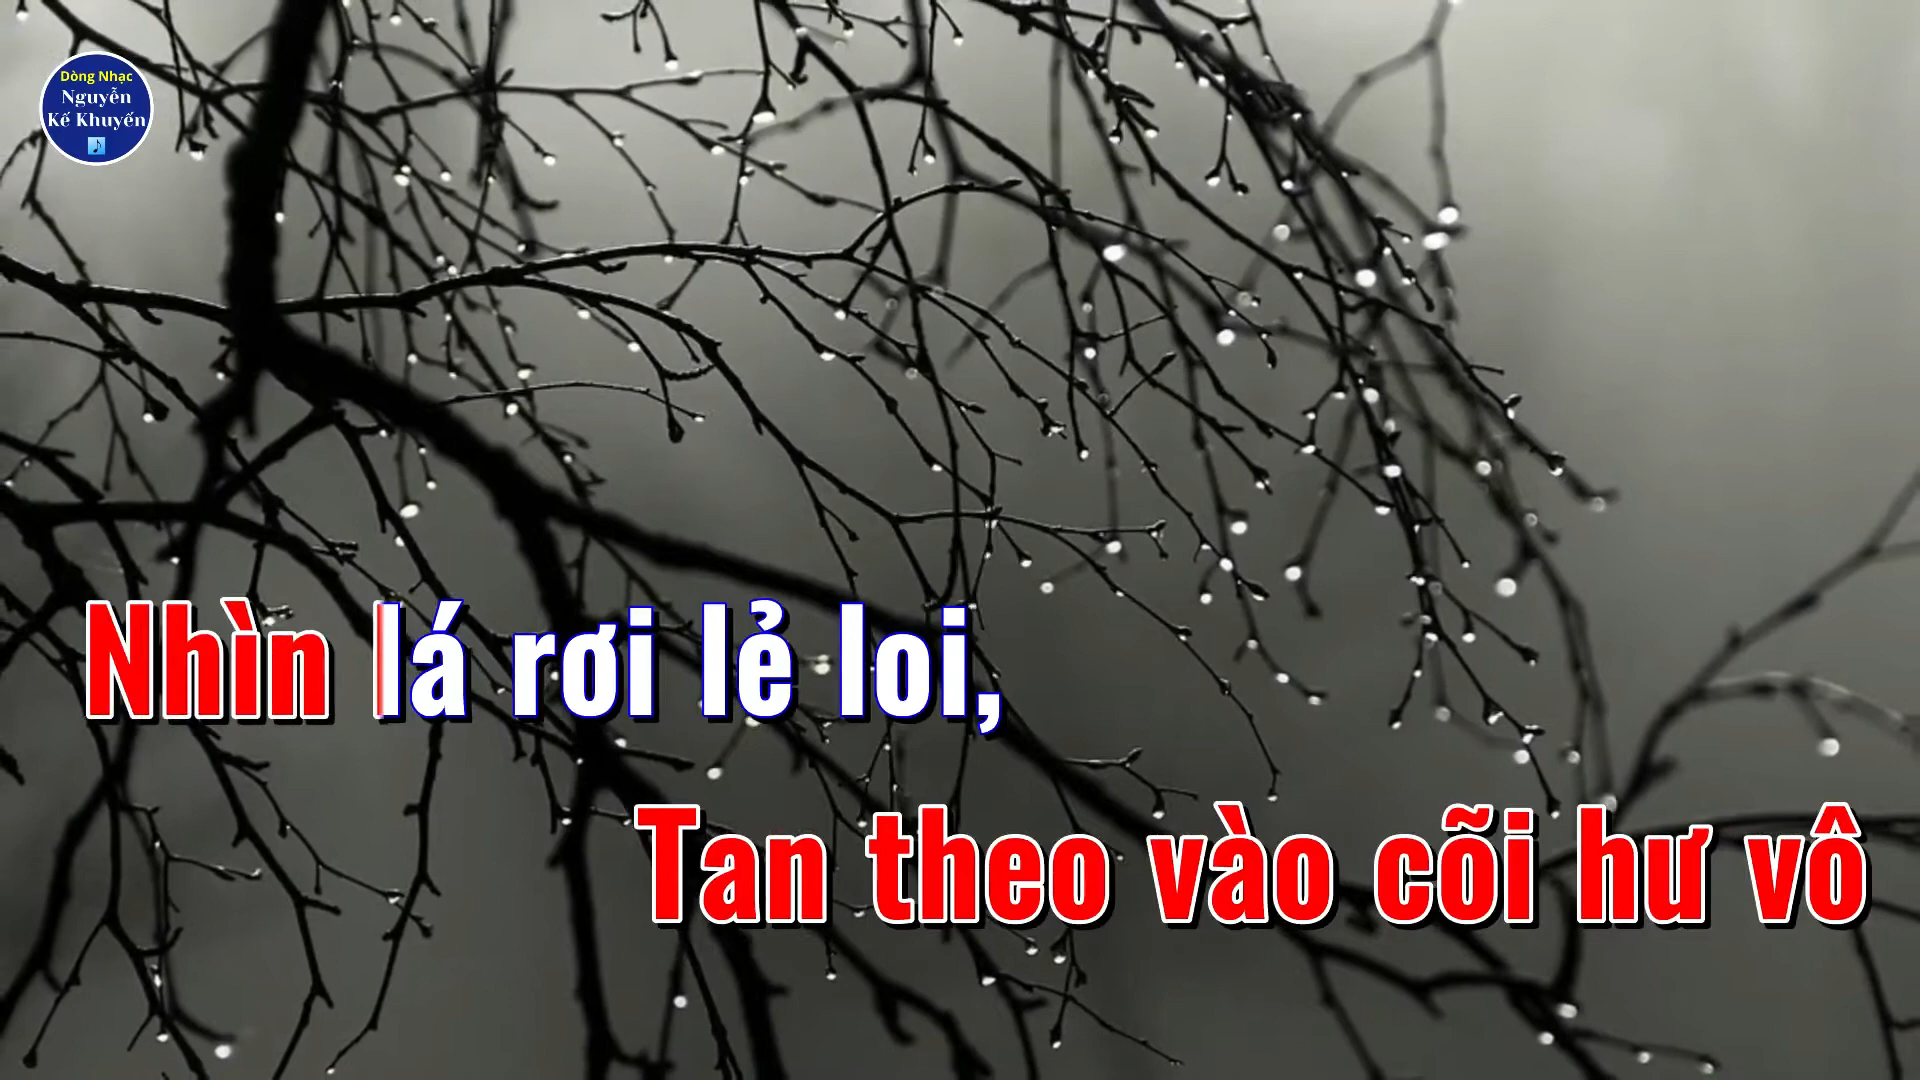 Dòng Nhạc
Nguyễn
Kế Khuyến
Nhìn lá rơi lẻ loi,
Tan theo vào cõi hư vô